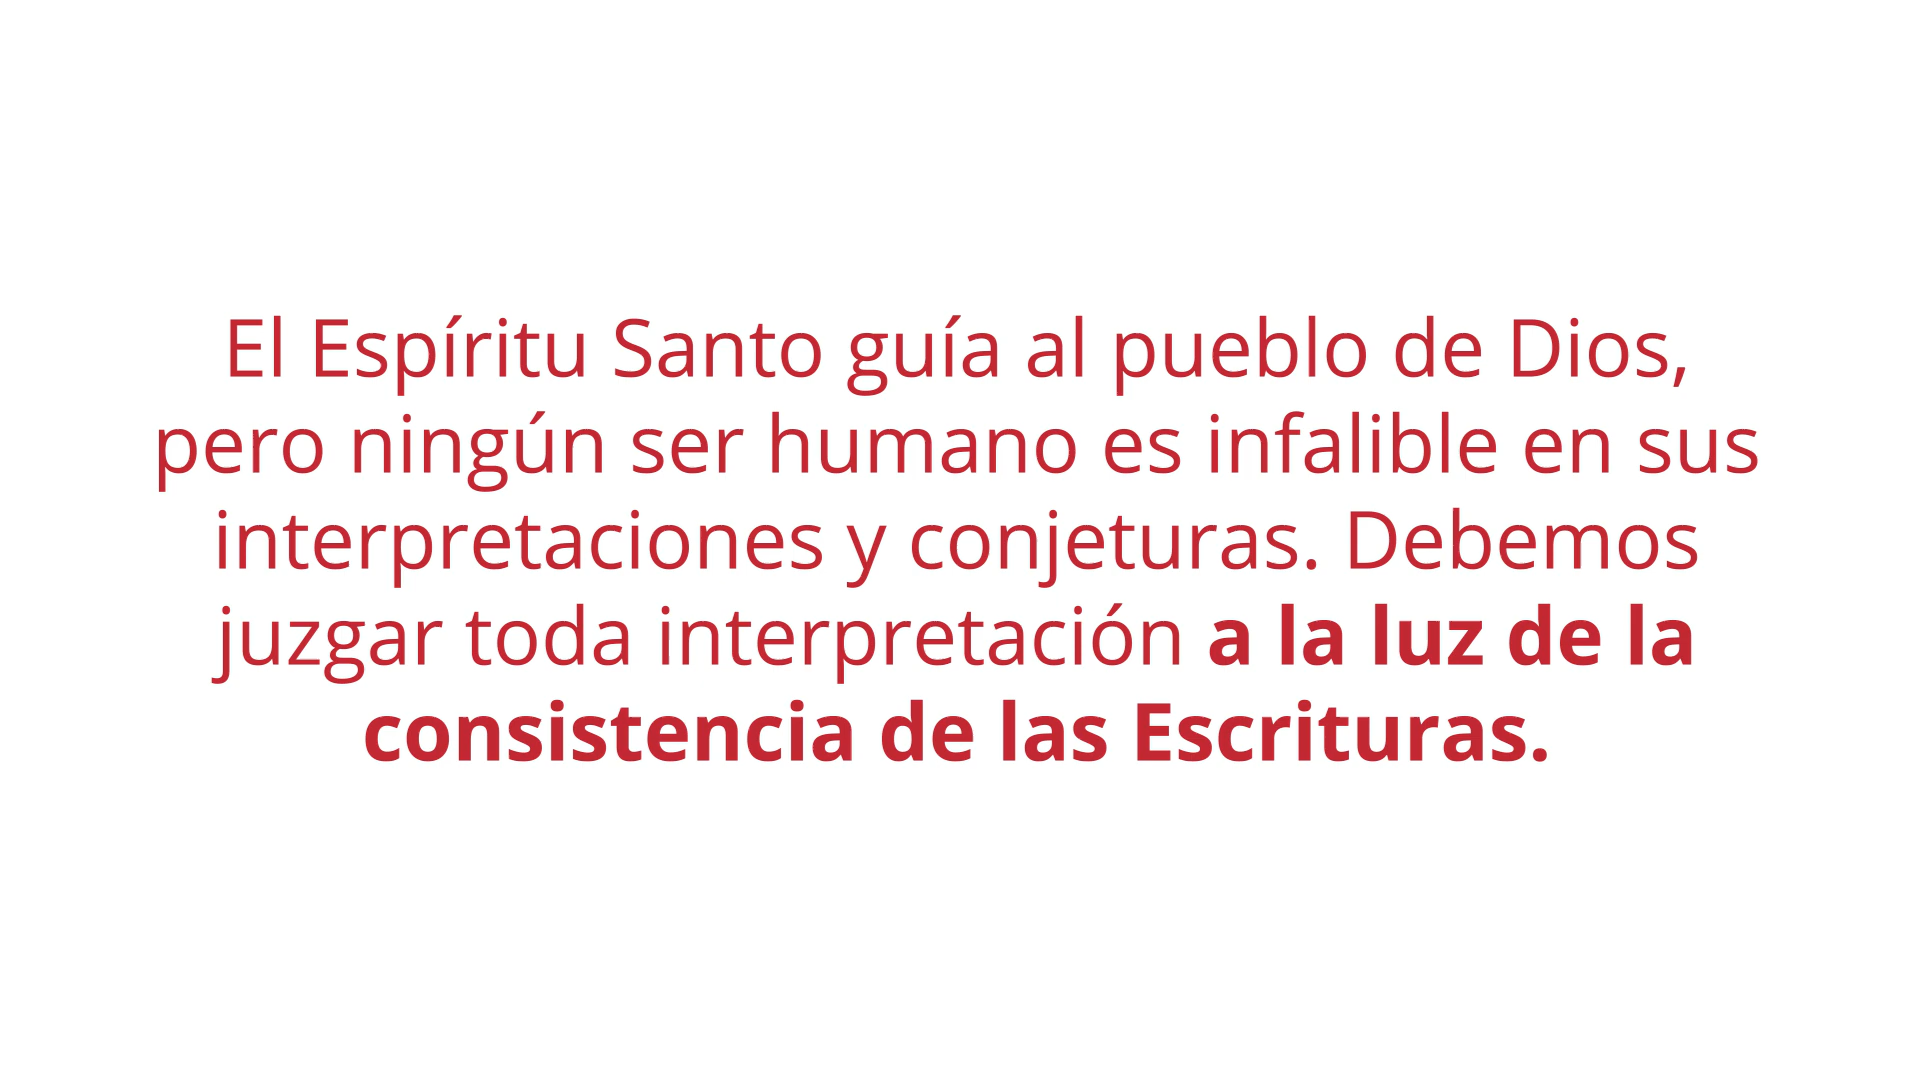 El Espíritu Santo guía al pueblo de Dios,
pero ningún ser humano es infalible en sus
interpretaciones y conjeturas. Debemos
juzgar toda interpretación a la luz de la
consistencia de las Escrituras.